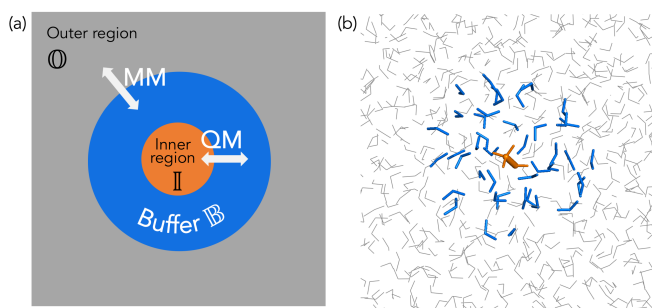 (a)
Outer region
𝕆
MM
QM
Inner
region
𝕀
Buffer 𝔹
(b)